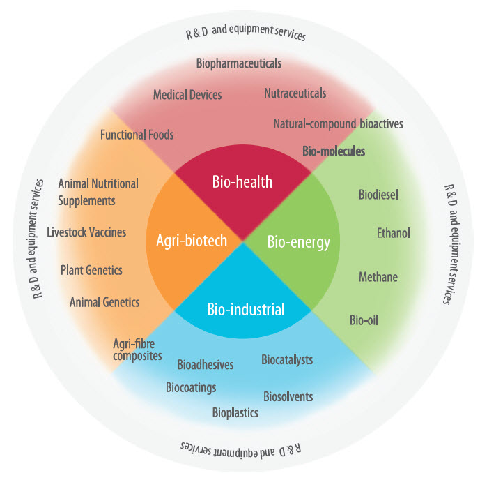 R & D and equipment services
Biopharmaceuticals
Medical Devices
Nutraceuticals
Natural-compound-bioactives
Functional Foods
Bio-molecules
Bio-health
Animal Nutritional
Supplements
Biodiesel
R & D and equipment services
Livestock Vaccines
Agri-biotech
Bio-energy
Ethanol
R & D and equipment services
Plant Genetics
Methane
Animal Genetics
Bio-industrial
Bio-oil
Agri-fibre
composites
Bioadhesives
Biocatalysts
Biocoatings
Biosolvents
Bioplastics
R & D and equipment services